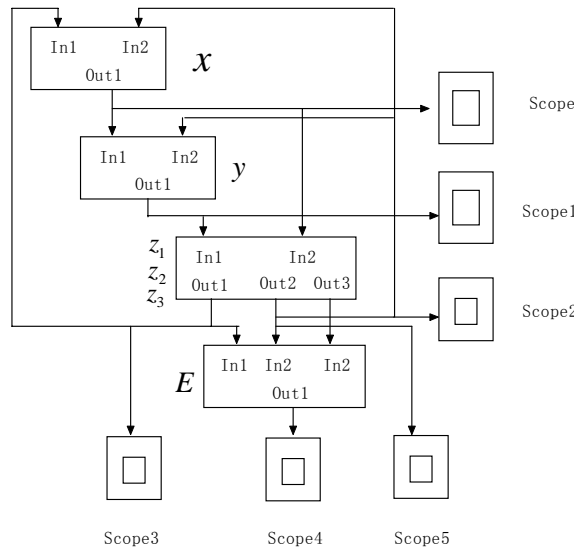 In1 In2
Out1
x
Scope
In1 In2
Out1
y
Scope1
z1
In1 In2
z2
Out1 Out2 Out3
z3
Scope2
In1 In2 In2
Out1
E
Scope3 Scope4 Scope5